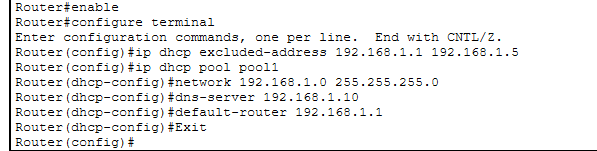 Router#enable
Router#configure terminal
Enter configuration commands, one per line.  End with CNTL/Z.
Router(config)#ip dhcp excluded-address 192.168.1.1 192.168.1.5
Router(config)#ip dhcp pool pool1
Router(dhcp-config)#network 192.168.1.0 255.255.255.0
Router(dhcp-config)#dns-server 192.168.1.10
Router(dhcp-config)#default-router 192.168.1.1
Router(dhcp-config)#Exit
Router(config)#